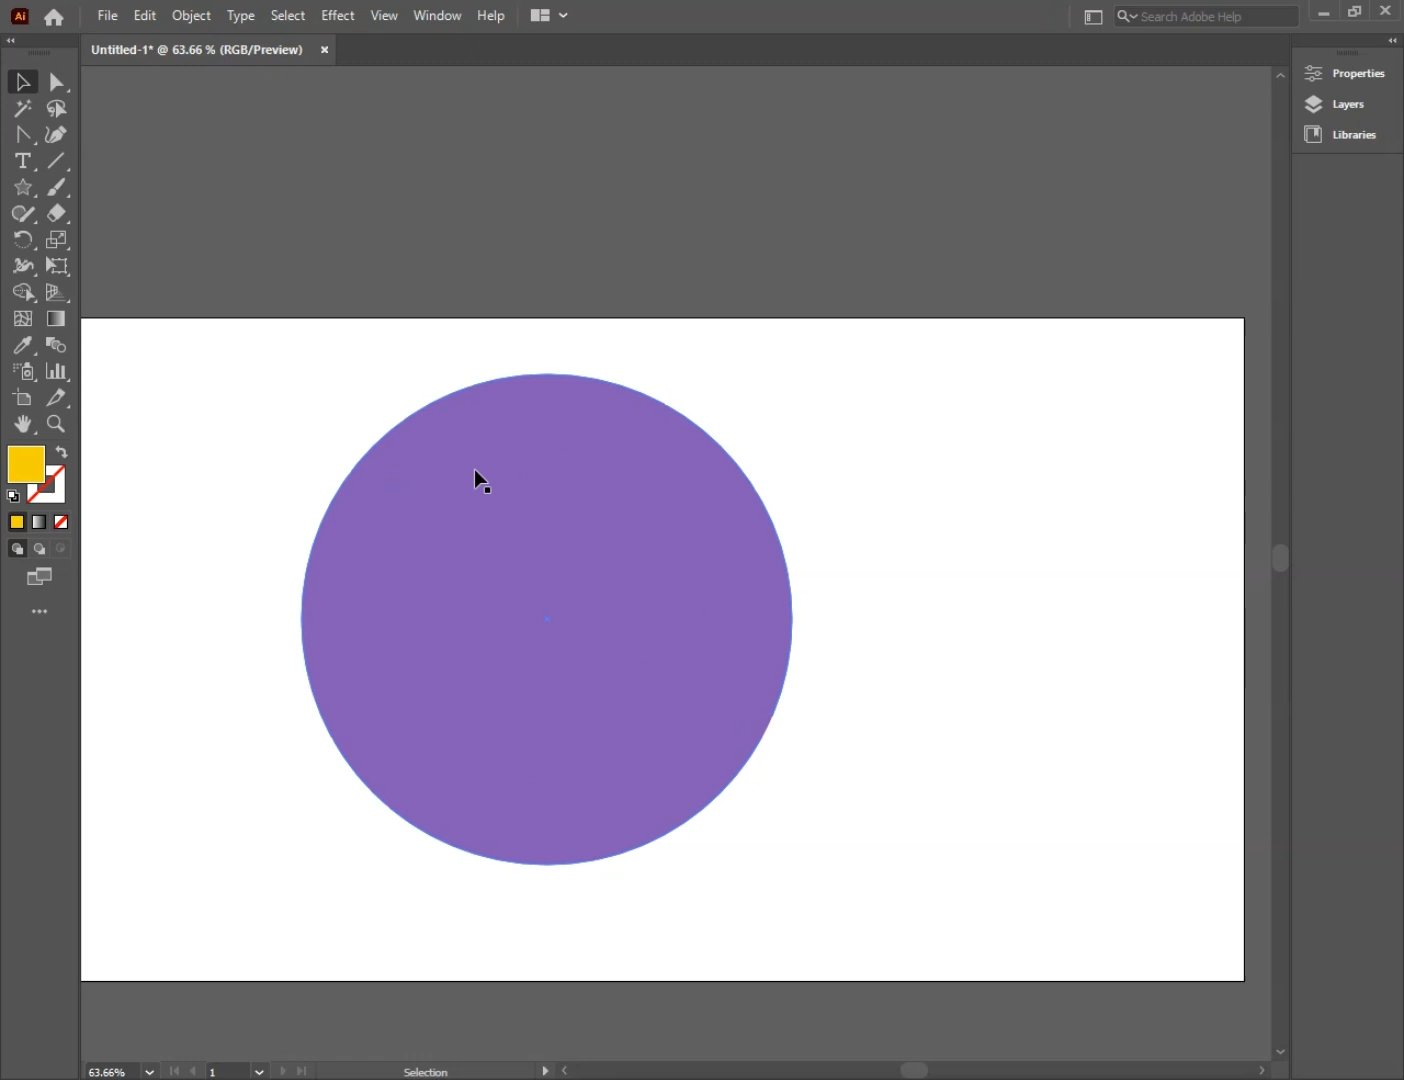 Ai File Edit Object Type Select Effect View Window Help Search Adobe Help
Untitled-1* @ 63.66 % (RGB/Preview) ×
Properties
Layers
Libraries
63.66% 1 Selection